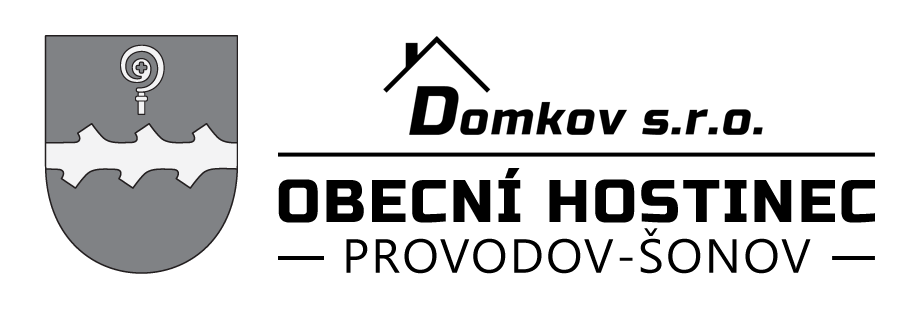 Domkov s.r.o.
OBECNÍ HOSTINEC
PROVODOV-ŠONOV